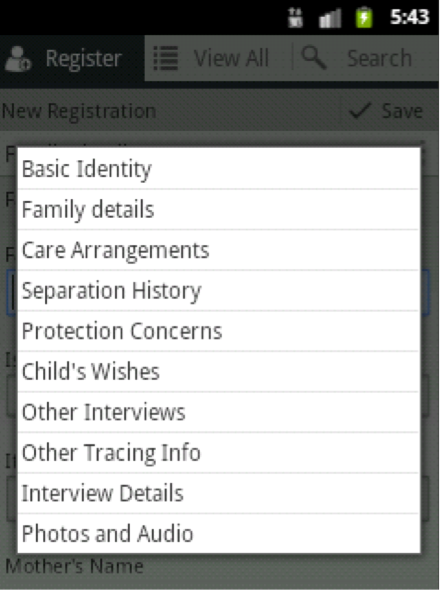 5:43
Register View All Search
New Registration Save
Basic Identity
Family details
Care Arrangements
Separation History
Protection Concerns
Child's Wishes
Other Interviews
Other Tracing Info
Interview Details
Photos and Audio
Mother's Name